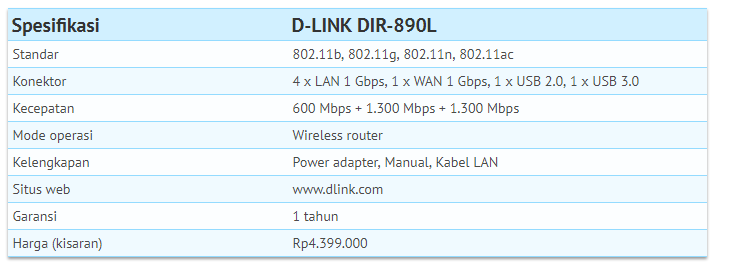 Spesifikasi D-LINK DIR-890L
Standar 802.11b, 802.11g, 802.11n, 802.11ac
Konektor 4 x LAN 1 Gbps, 1 x WAN 1 Gbps, 1 x USB 2.0, 1 x USB 3.0
Kecepatan 600 Mbps + 1.300 Mbps + 1.300 Mbps
Mode operasi Wireless router
Kelengkapan Power adapter, Manual, Kabel LAN
Situs web www.dlink.com
Garansi 1 tahun
Harga (kisaran) Rp4.399.000